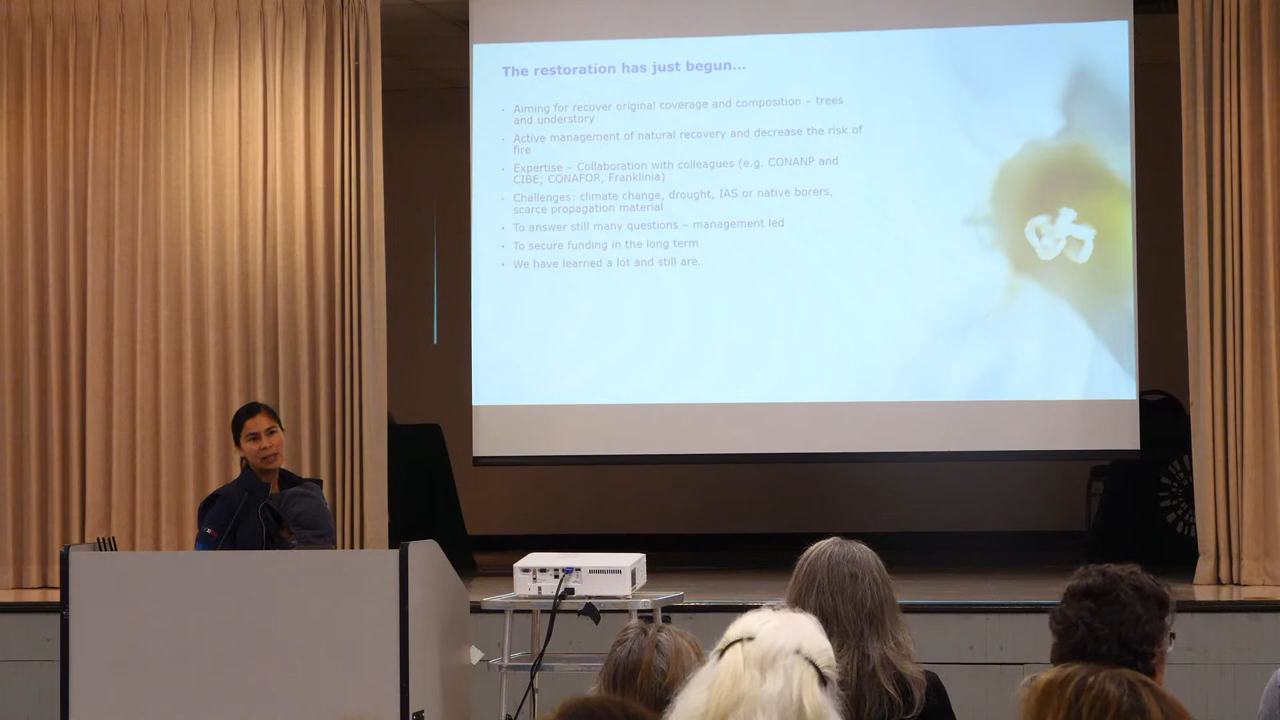 The restoration has just begun...
Aiming for recover original coverage and composition – trees
and understory
Active management of natural recovery and decrease the risk of
fire
Expertise – Collaboration with colleagues (e.g. CONANP and
CIBE; CONAFOR, Franklinia)
Challenges: climate change, drought, IAS or native borers,
scarce propagation material
To answer still many questions – management led
To secure funding in the long term
We have learned a lot and still are.